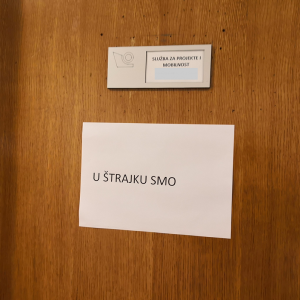 SLUŽBA ZA PROJEKTE I
MOBILNOST
U ŠTRAJKU SMO